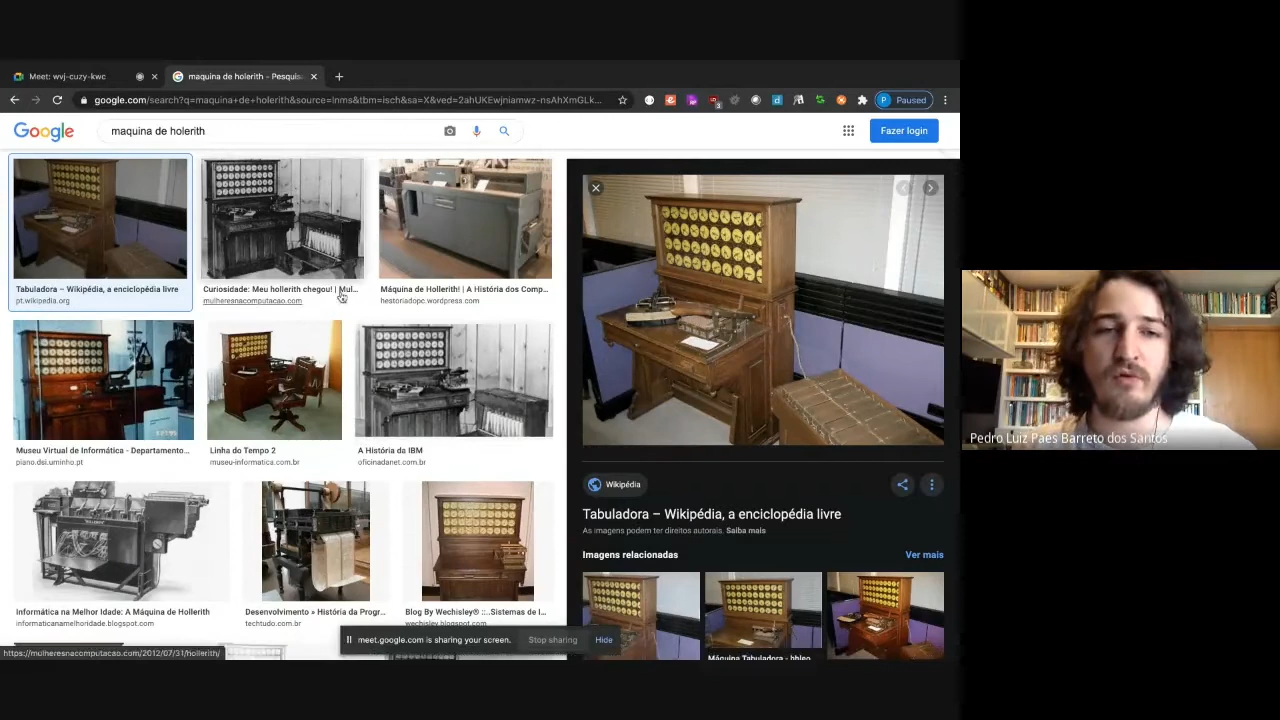 Meet: wvj-cuzy-kwc
maquina de holerith - Pesquisa
google.com/search?q=maquina+de+holerith&source=lnms&tbm=isch&sa=X&ved=2ahUKEwjniamwz-nsAhXmGLk...
3
P Paused
Google
maquina de holerith
Fazer login
Tabuladora – Wikipédia, a enciclopédia livre
pt.wikipedia.org
Curiosidade: Meu hollerith chegou! | Mul...
mulheresnacomputacao.com
Máquina de Hollerith! | A História dos Comp...
hestoriadopc.wordpress.com
Museu Virtual de Informática - Departamento...
piano.dsi.uminho.pt
Linha do Tempo 2
museu-informatica.com.br
A História da IBM
oficinadanet.com.br
Informática na Melhor Idade: A Máquina de Hollerith
informaticanamelhoridade.blogspot.com
Desenvolvimento » História da Progr...
techtudo.com.br
Blog By Wechisley® ::..Sistemas de I...
wechisley.blogspot.com
Wikipédia
Tabuladora – Wikipédia, a enciclopédia livre
As imagens podem ter direitos autorais. Saiba mais
Imagens relacionadas
Ver mais
Máquina Tabuladora - hhleo
meet.google.com is sharing your screen.
Stop sharing
Hide
https://mulheresnacomputacao.com/2012/07/31/hollerith/
Pedro Luiz Paes Barreto dos Santos